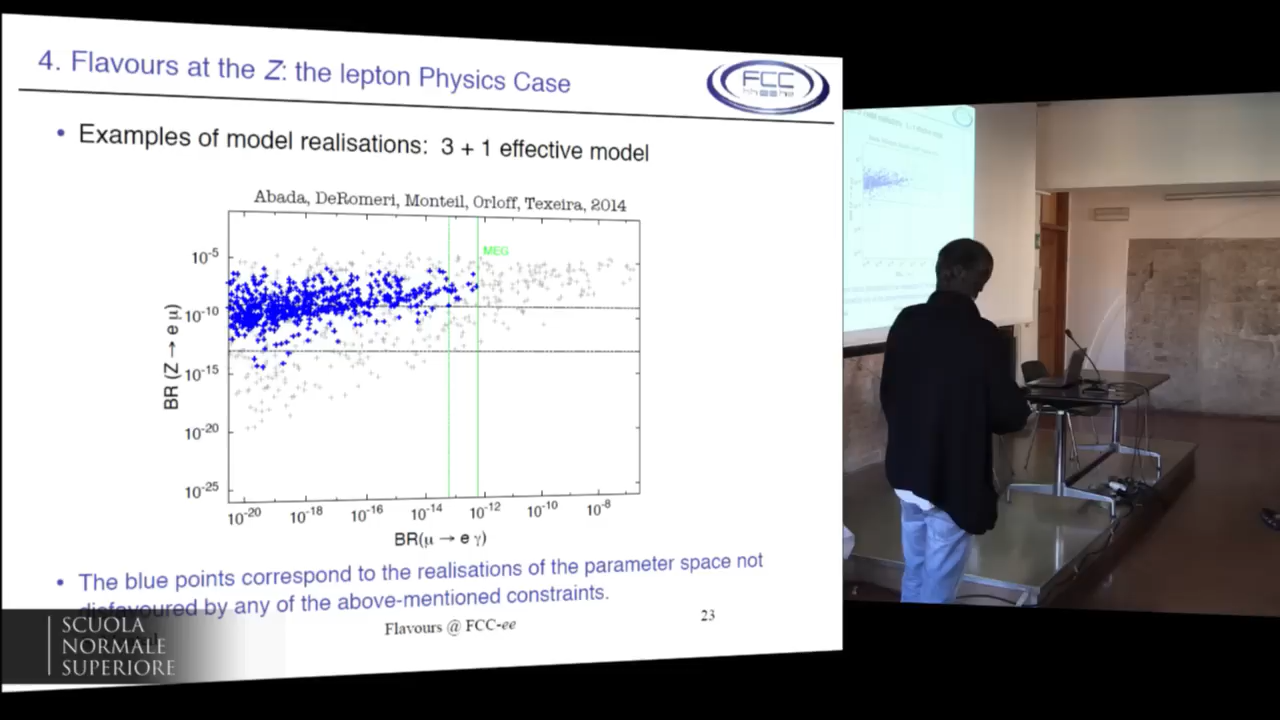 4. Flavours at the Z: the lepton Physics Case
FCC
hh ee he
• Examples of model realisations: 3 + 1 effective model
Abada, DeRomeri, Monteil, Orloff, Texeira, 2014
MEG
10-5
10-10
10-15
10-20
10-25
BR (Z → e μ)
10-20 10-18 10-16 10-14 10-12 10-10 10-8
BR(μ → e γ)
• The blue points correspond to the realisations of the parameter space not
disfavoured by any of the above-mentioned constraints.
Flavours @ FCC-ee
23
SCUOLA
NORMALE
SUPERIORE